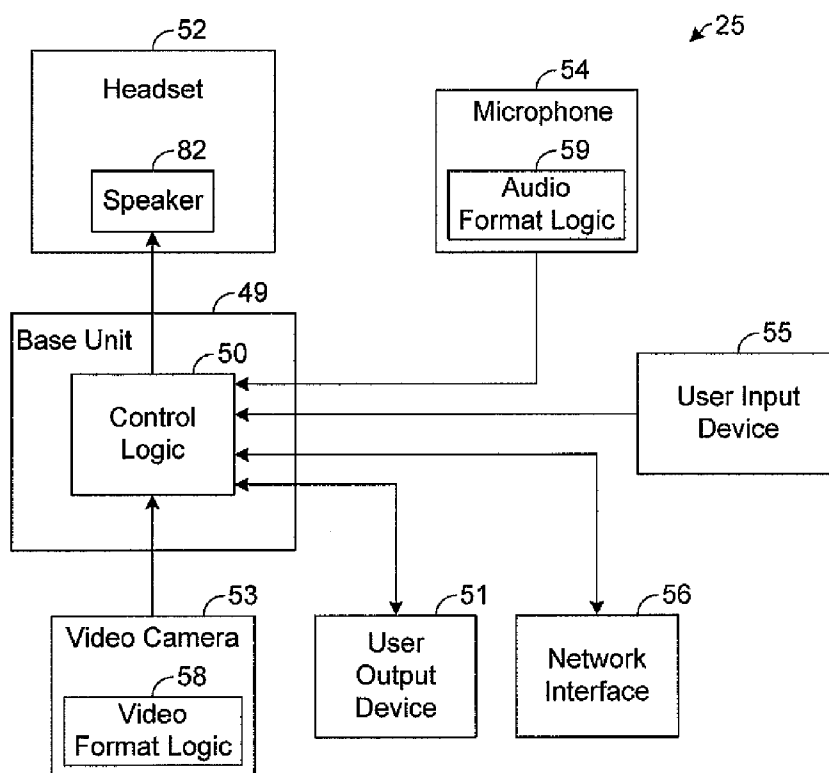 52
25
Headset
54
Microphone
82
59
Speaker
Audio
Format Logic
49
Base Unit
50
55
Control
Logic
User Input
Device
53
51
56
Video Camera
User
Output
Device
Network
Interface
58
Video
Format Logic